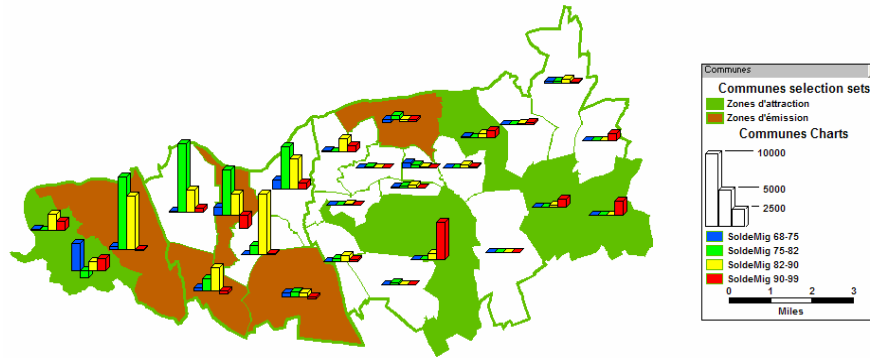 Communes
Communes selection sets
Zones d'attraction
Zones d'émission
Communes Charts
10000
5000
2500
SoldeMig 68-75
SoldeMig 75-82
SoldeMig 82-90
SoldeMig 90-99
0 1 2 3
Miles